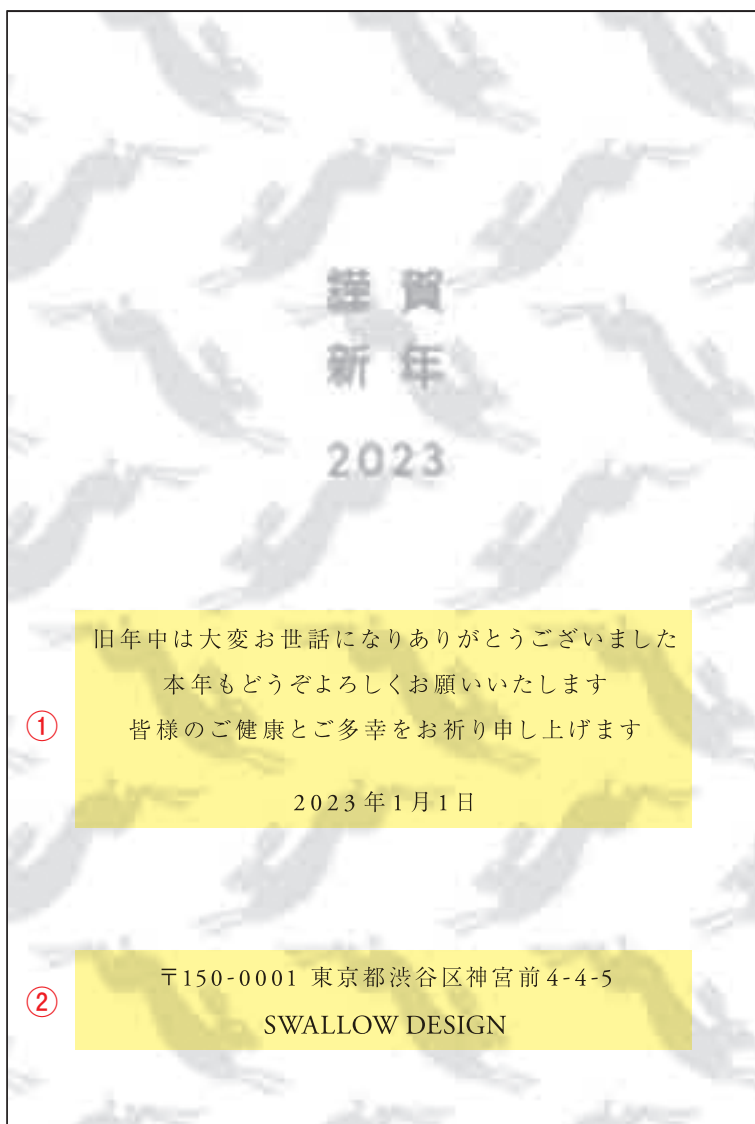 謹賀
新年
2023
旧年中は大変お世話になりありがとうございました
本年もどうぞよろしくお願いいたします
皆様のご健康とご多幸をお祈り申し上げます
2023年1月1日
①
〒150-0001 東京都渋谷区神宮前4-4-5
SWALLOW DESIGN
②